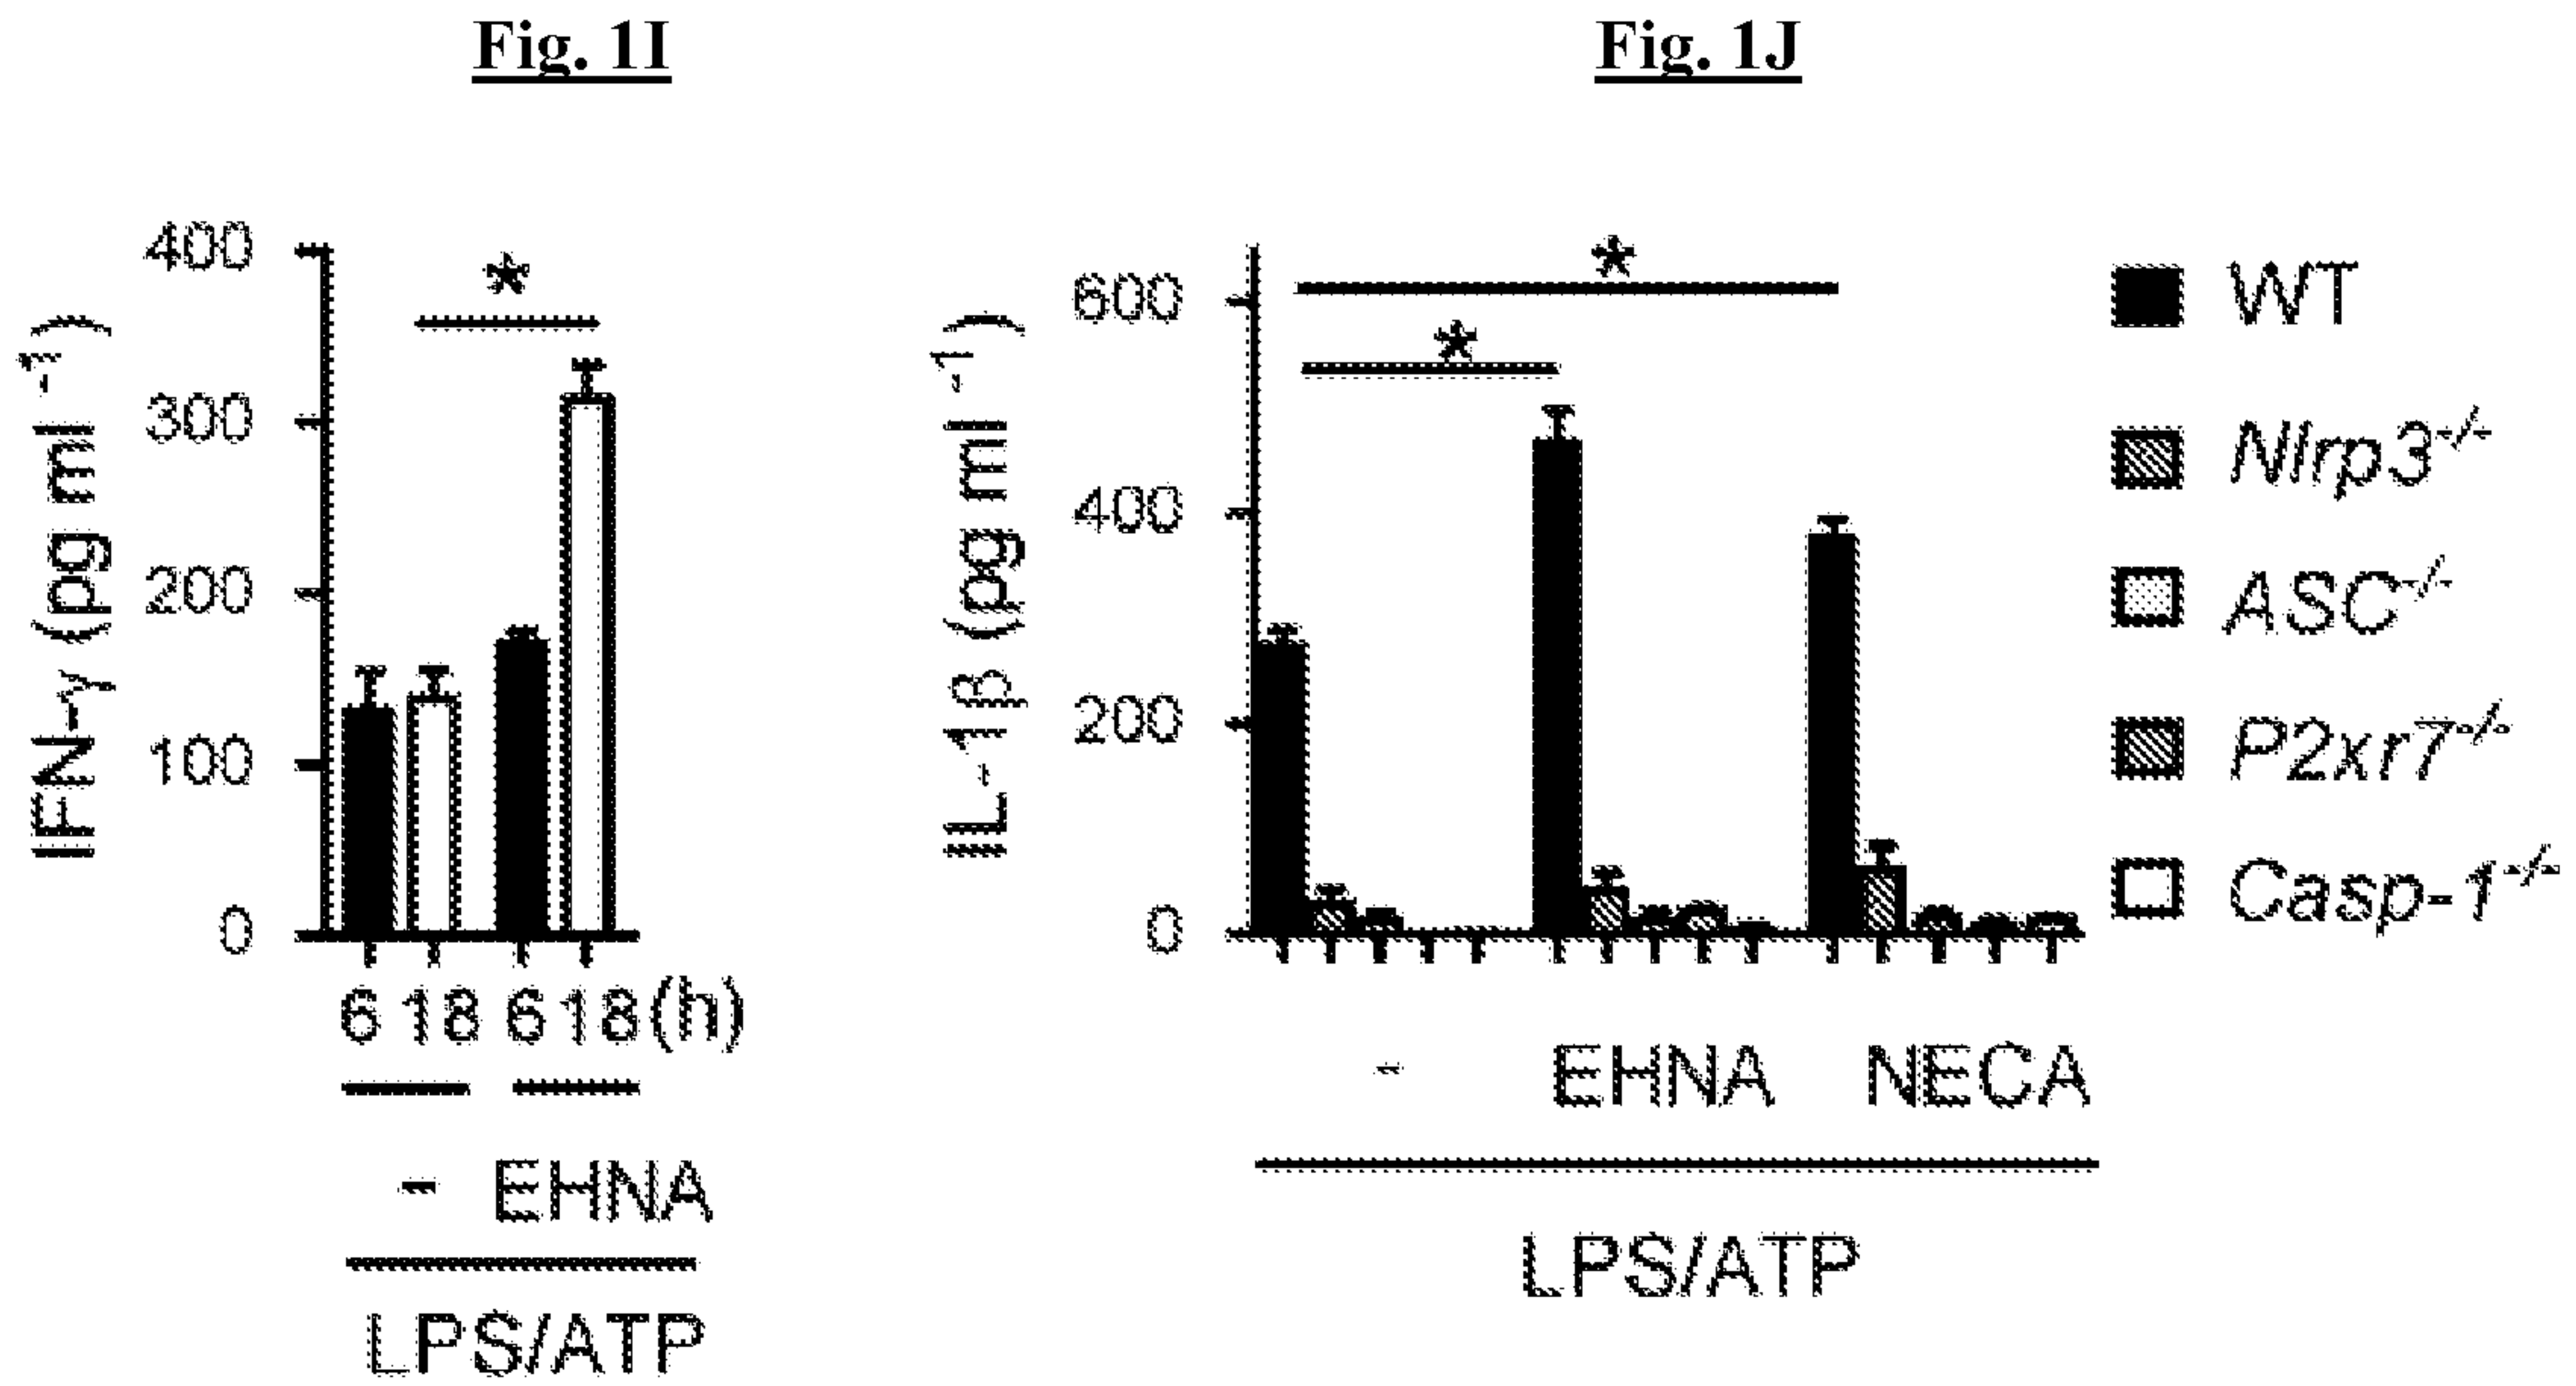 Fig. 1I
IFN-γ (pg ml -1)
400
300
200
100
0
*
6 18 6 18 (h)
- EHNA
LPS/ATP
Fig. 1J
IL-1β (pg ml -1)
600
400
200
0
*
*
- EHNA NECA
LPS/ATP
WT
Nlrp3-/-
ASC-/-
P2xr7-/-
Casp-1-/-